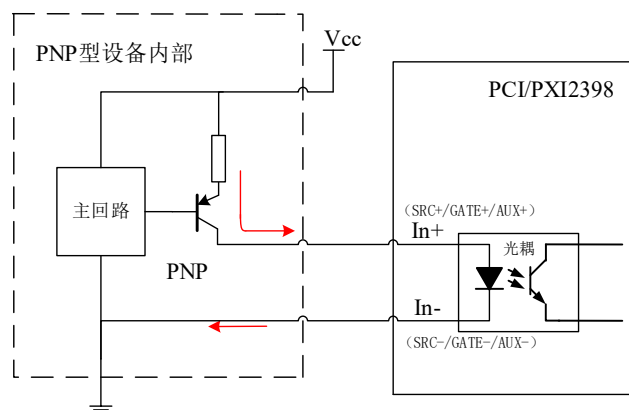 Vcc
PNP型设备内部
PCI/PXI2398
主回路
PNP
(SRC+/GATE+/AUX+)
In+
光耦
In-
(SRC-/GATE-/AUX-)